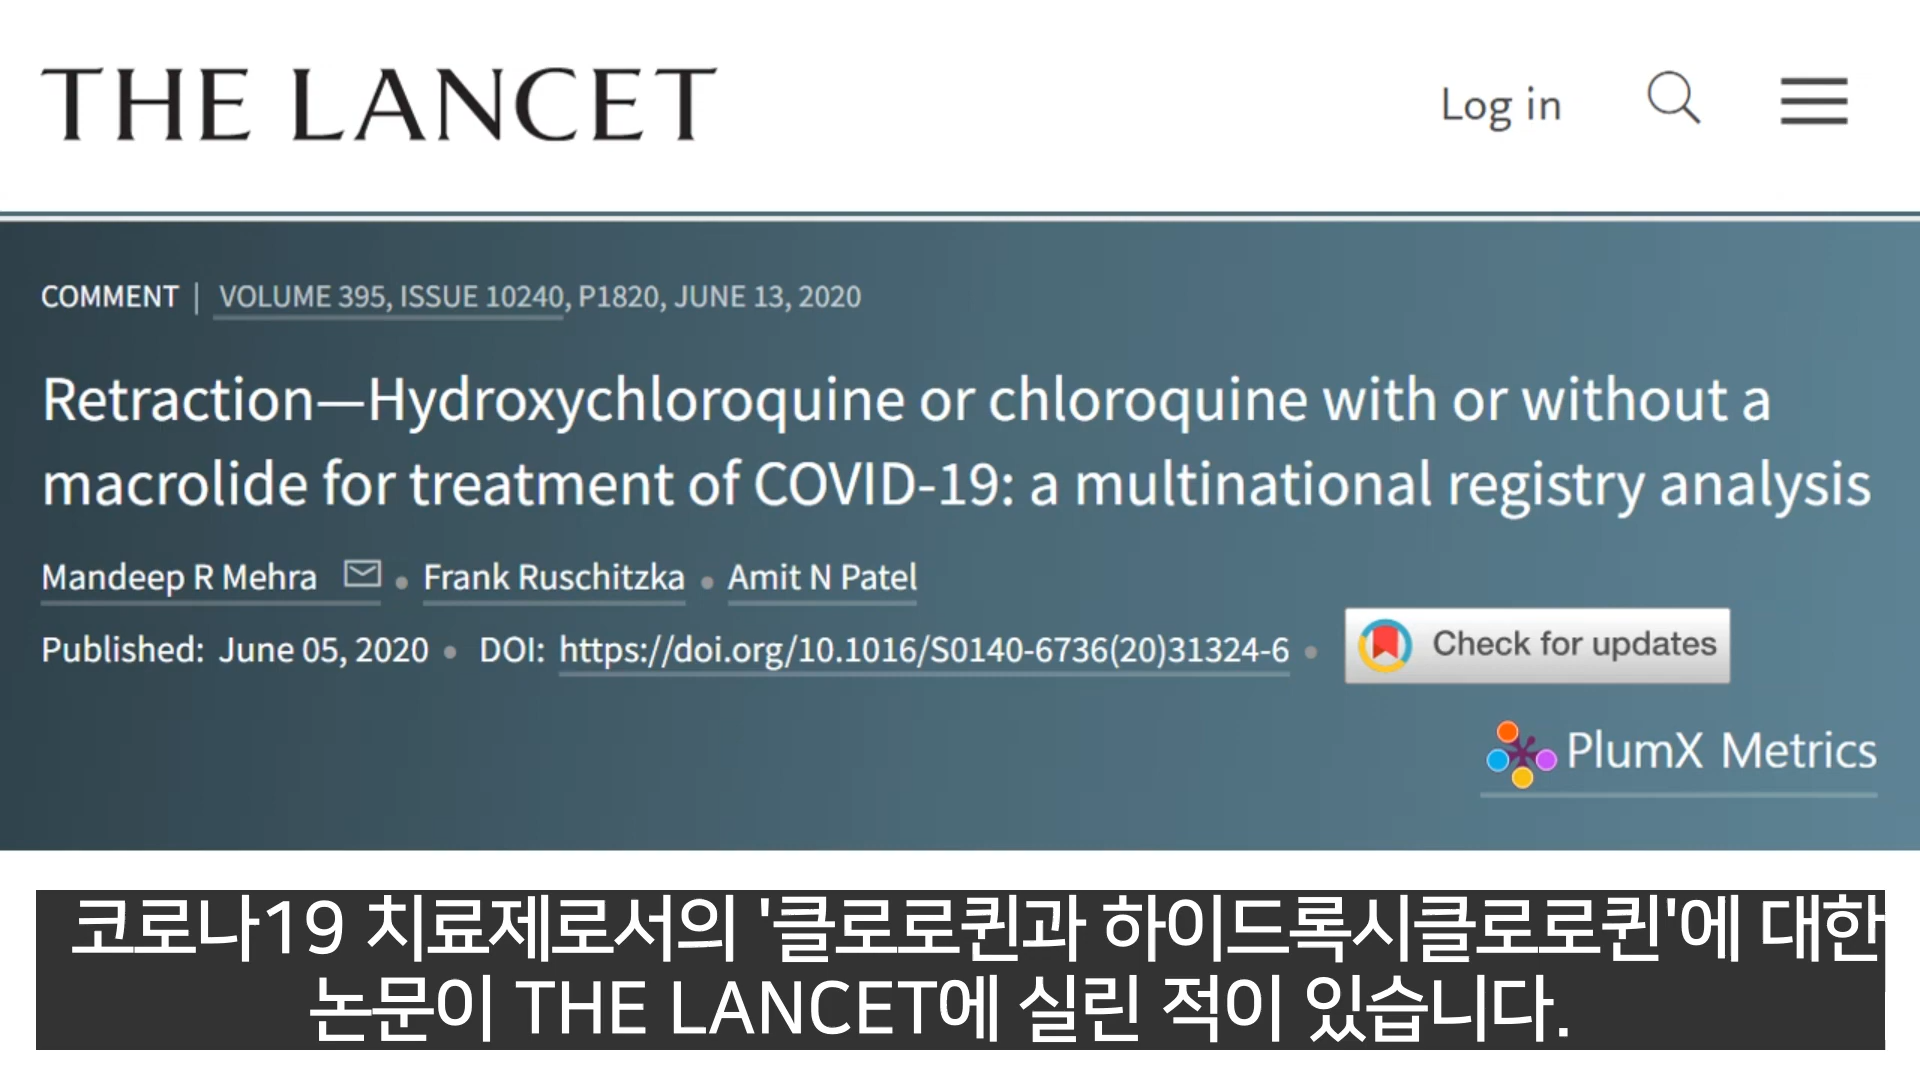 THE LANCET
Log in
COMMENT | VOLUME 395, ISSUE 10240, P1820, JUNE 13, 2020
Retraction—Hydroxychloroquine or chloroquine with or without a
macrolide for treatment of COVID-19: a multinational registry analysis
Mandeep R Mehra • Frank Ruschitzka • Amit N Patel
Published: June 05, 2020 • DOI: https://doi.org/10.1016/S0140-6736(20)31324-6 •
Check for updates
PlumX Metrics
코로나19 치료제로서의 '클로로퀸과 하이드록시클로로퀸'에 대한
논문이 THE LANCET에 실린 적이 있습니다.